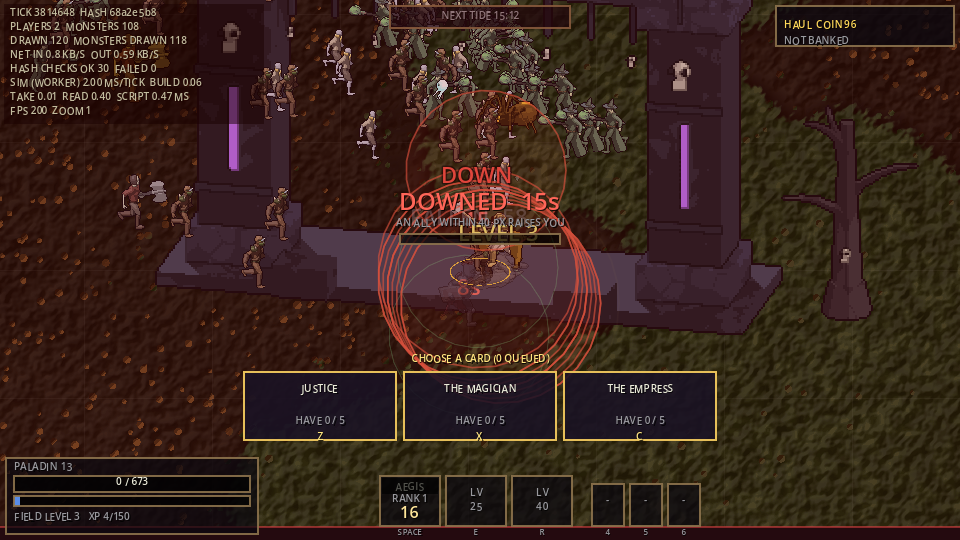 TICK 3814648 HASH 68a2e5b8
PLAYERS 2 MONSTERS 108
DRAWN 120 MONSTERS DRAWN 118
NET IN 0.8 KB/S OUT 0.59 KB/S
HASH CHECKS OK 30 FAILED 0
SIM (WORKER) 2.00 MS/TICK BUILD 0.06
TAKE 0.01 READ 0.40 SCRIPT 0.47 MS
FPS 200 ZOOM 1
NEXT TIDE 15:12
HAUL COIN 96
NOT BANKED
DOWN
DOWNED 15s
AN ALLY WITHIN 40 PX RAISES YOU
LEVEL 3
8s
CHOOSE A CARD (0 QUEUED)
JUSTICE
HAVE 0 / 5
Z
THE MAGICIAN
HAVE 0 / 5
X
THE EMPRESS
HAVE 0 / 5
C
PALADIN 13
0 / 673
FIELD LEVEL 3 XP 4/150
AEGIS
RANK 1
16
SPACE
LV
25
E
LV
40
R
-
4
-
5
-
6